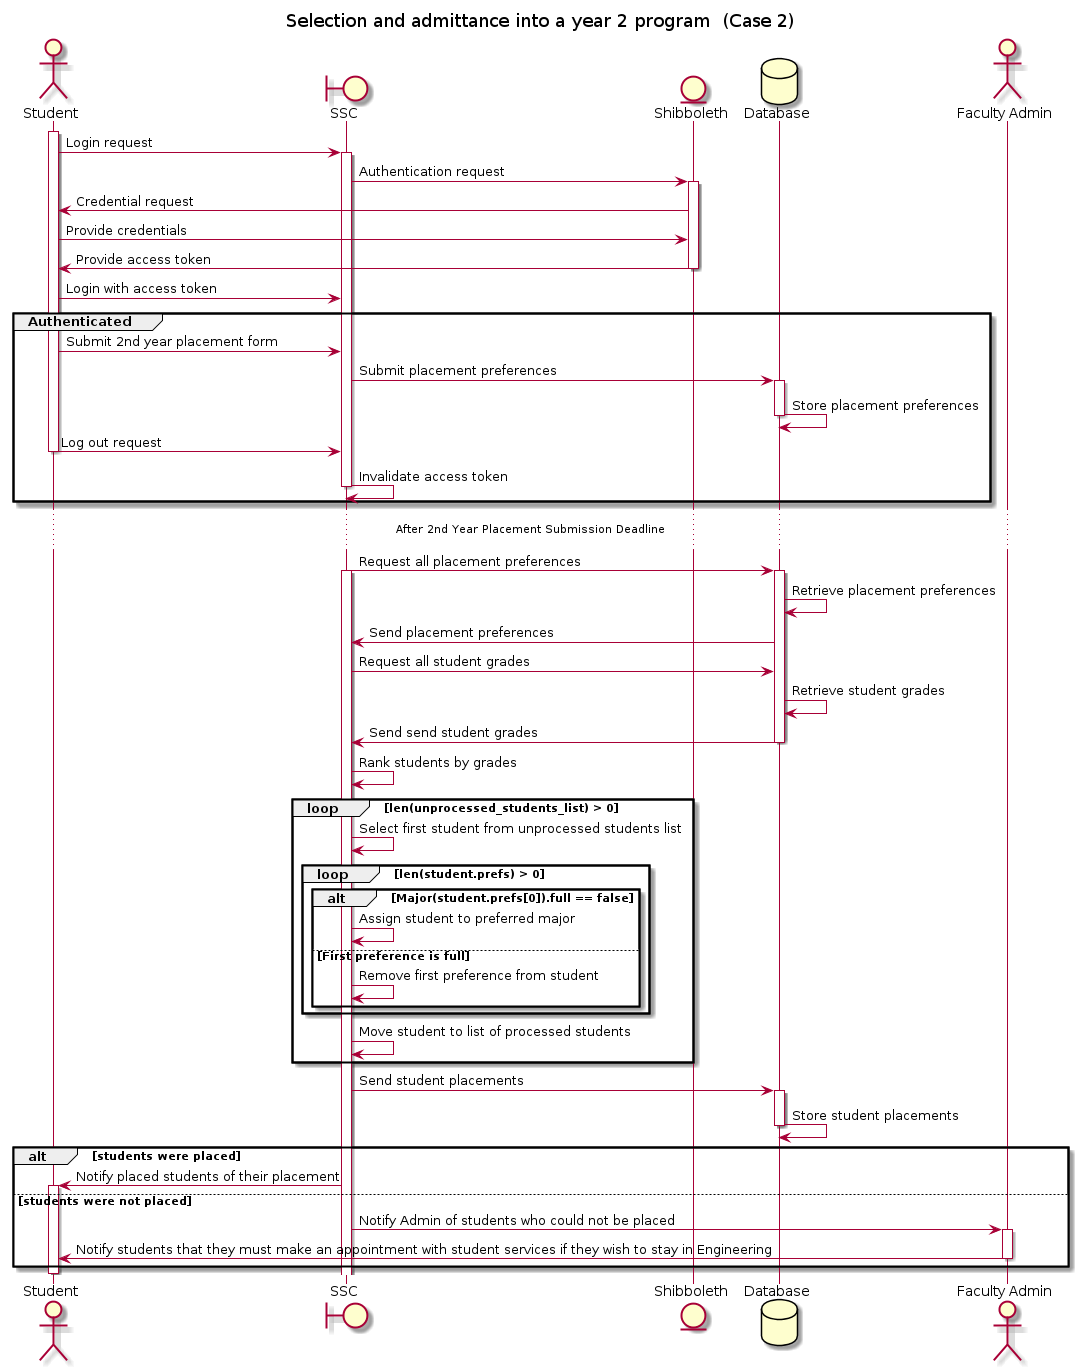 Selection and admittance into a year 2 program  (Case 2)
Student
SSC
Shibboleth
Database
Faculty Admin
Login request
Authentication request
Credential request
Provide credentials
Provide access token
Login with access token
Authenticated
Submit 2nd year placement form
Submit placement preferences
Store placement preferences
Log out request
Invalidate access token
After 2nd Year Placement Submission Deadline
Request all placement preferences
Retrieve placement preferences
Send placement preferences
Request all student grades
Retrieve student grades
Send send student grades
Rank students by grades
loop [len(unprocessed_students_list) > 0]
Select first student from unprocessed students list
loop [len(student.prefs) > 0]
alt [Major(student.prefs[0]).full == false]
Assign student to preferred major
[First preference is full]
Remove first preference from student
Move student to list of processed students
Send student placements
Store student placements
alt [students were placed]
Notify placed students of their placement
[students were not placed]
Notify Admin of students who could not be placed
Notify students that they must make an appointment with student services if they wish to stay in Engineering
Student
SSC
Shibboleth
Database
Faculty Admin